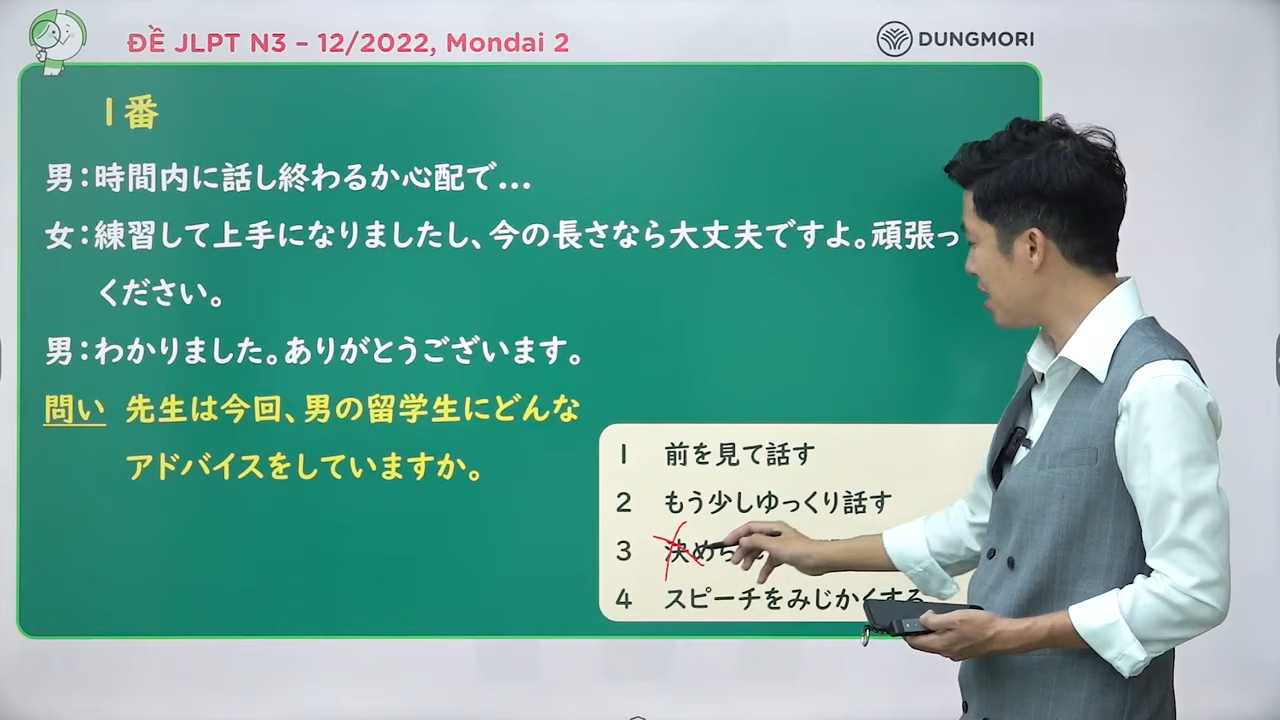 ĐỀ JLPT N3 – 12/2022, Mondai 2
DUNGMORI
1番
男：時間内に話し終わるか心配で…
女：練習して上手になりましたし、今の長さなら大丈夫ですよ。頑張っ
ください。
男：わかりました。ありがとうございます。
問い 先生は今回、男の留学生にどんな
アドバイスをしていますか。
1 前を見て話す
2 もう少しゆっくり話す
3 決め
4 スピーチをみじかくする